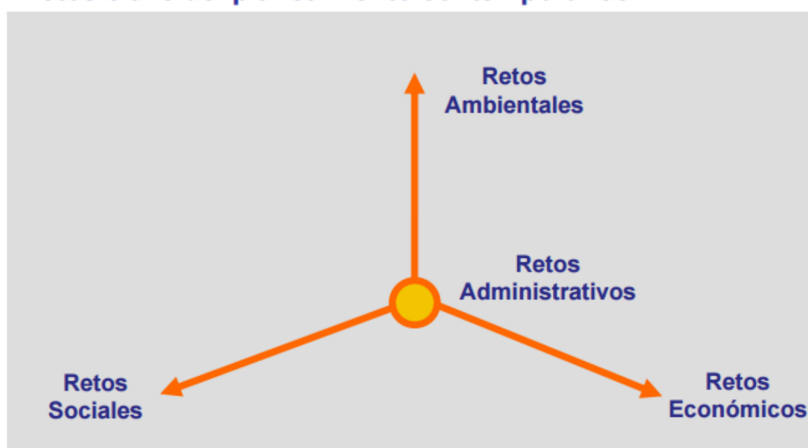 Retos
Ambientales
Retos
Administrativos
Retos
Sociales
Retos
Económicos